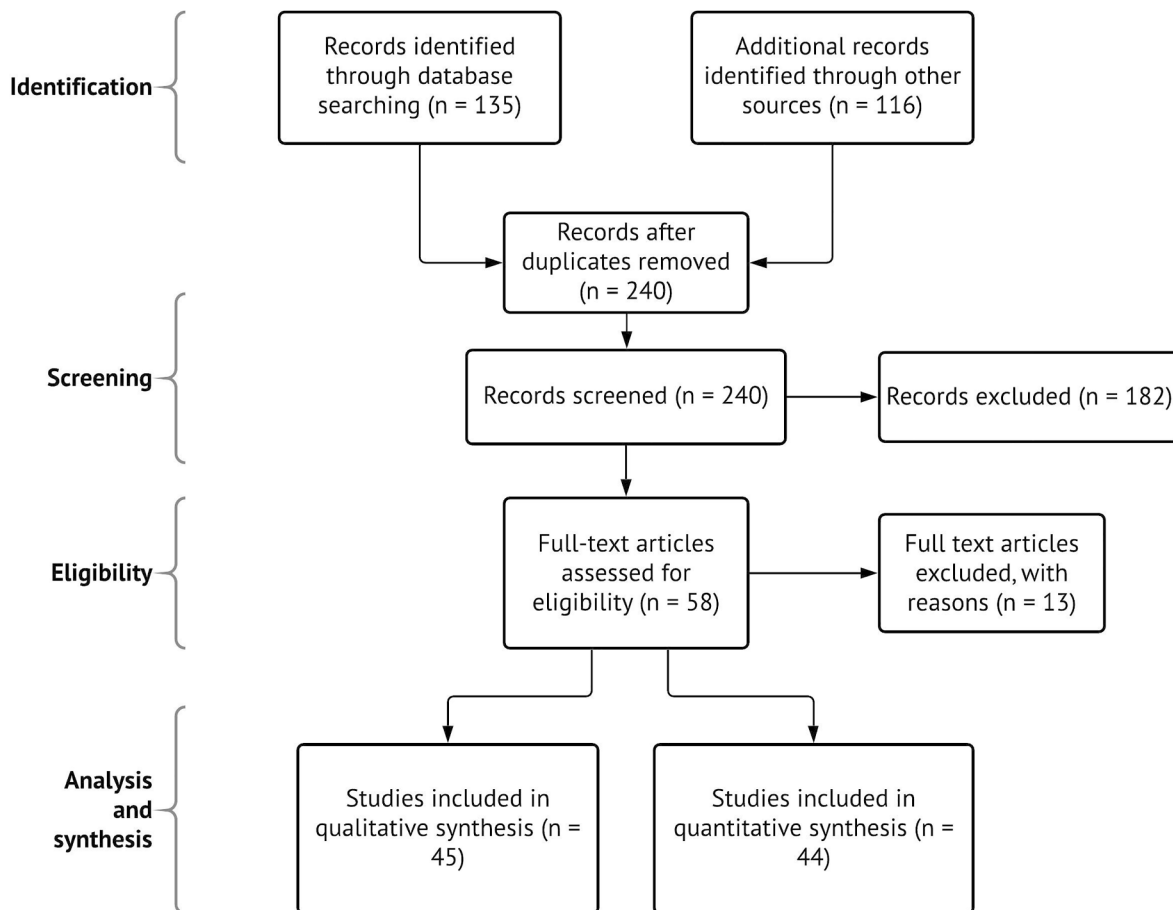 Identification
Records identified
through database
searching (n = 135)
Additional records
identified through other
sources (n = 116)
Records after
duplicates removed
(n = 240)
Screening
Records screened (n = 240)
Records excluded (n = 182)
Eligibility
Full-text articles
assessed for
eligibility (n = 58)
Full text articles
excluded, with
reasons (n = 13)
Analysis
and
synthesis
Studies included in
qualitative synthesis (n =
45)
Studies included in
quantitative synthesis (n =
44)